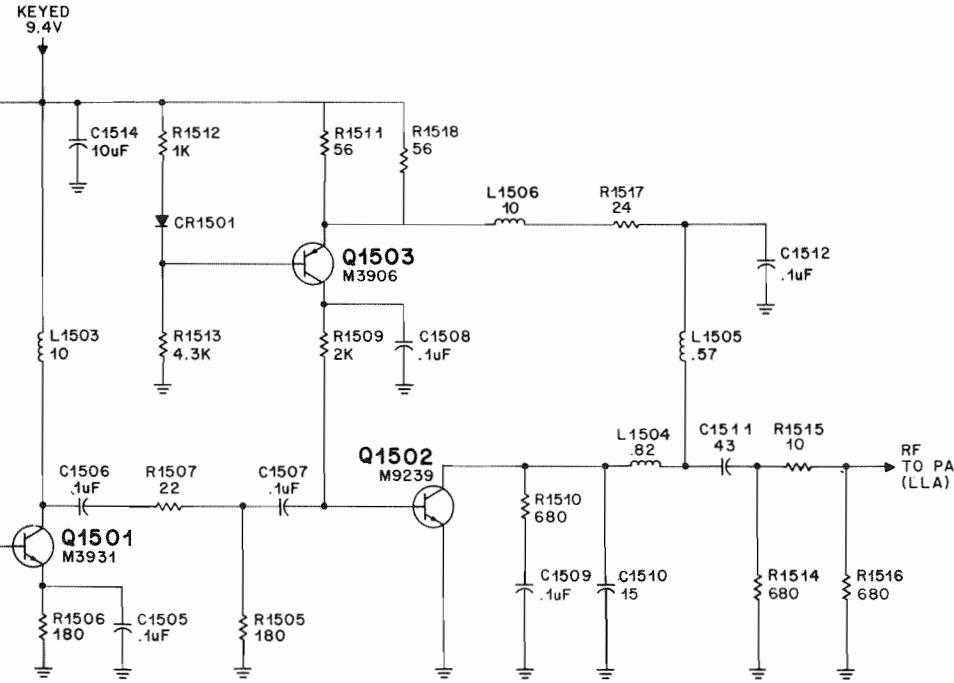 KEYED
9.4V
C1514
10uF
R1512
1K
R1511
56
R1518
56
CR1501
L1506
10
R1517
24
Q1503
M3906
C1512
.1uF
L1503
10
R1513
4.3K
R1509
2K
C1508
.1uF
L1505
.57
C1506
.1uF
R1507
22
C1507
.1uF
Q1502
M9239
L1504
.82
C1511
43
R1515
10
RF
TO PA
(LLA)
Q1501
M3931
R1510
680
R1506
180
C1505
.1uF
R1505
180
C1509
.1uF
C1510
15
R1514
680
R1516
680